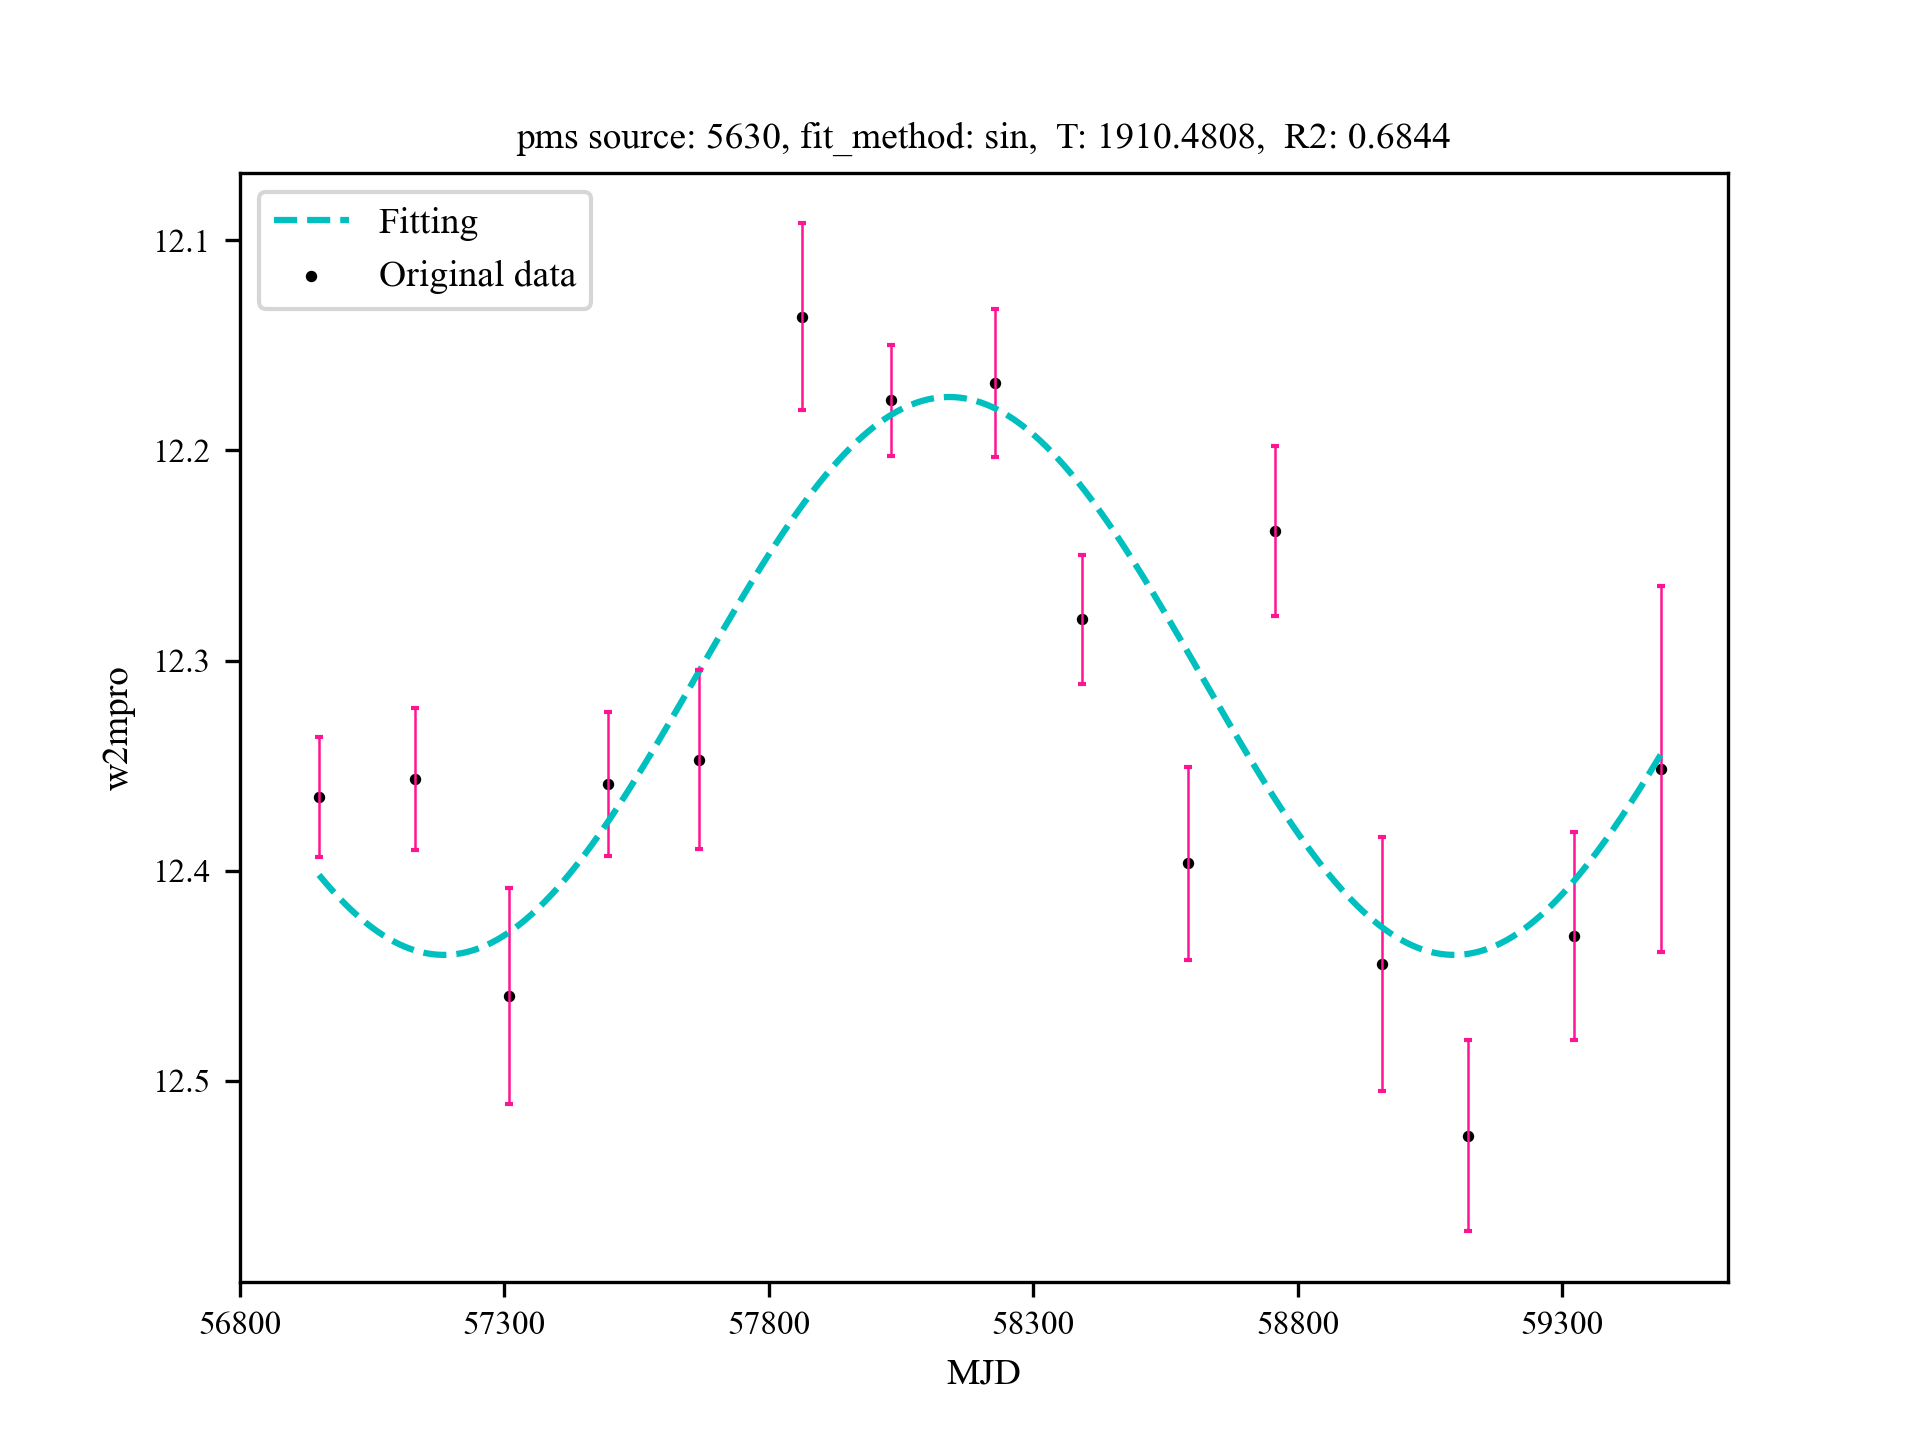 pms source: 5630, fit_method: sin,  T: 1910.4808,  R2: 0.6844
Fitting
Original data
12.1
12.2
12.3
12.4
12.5
w2mpro
56800
57300
57800
58300
58800
59300
MJD